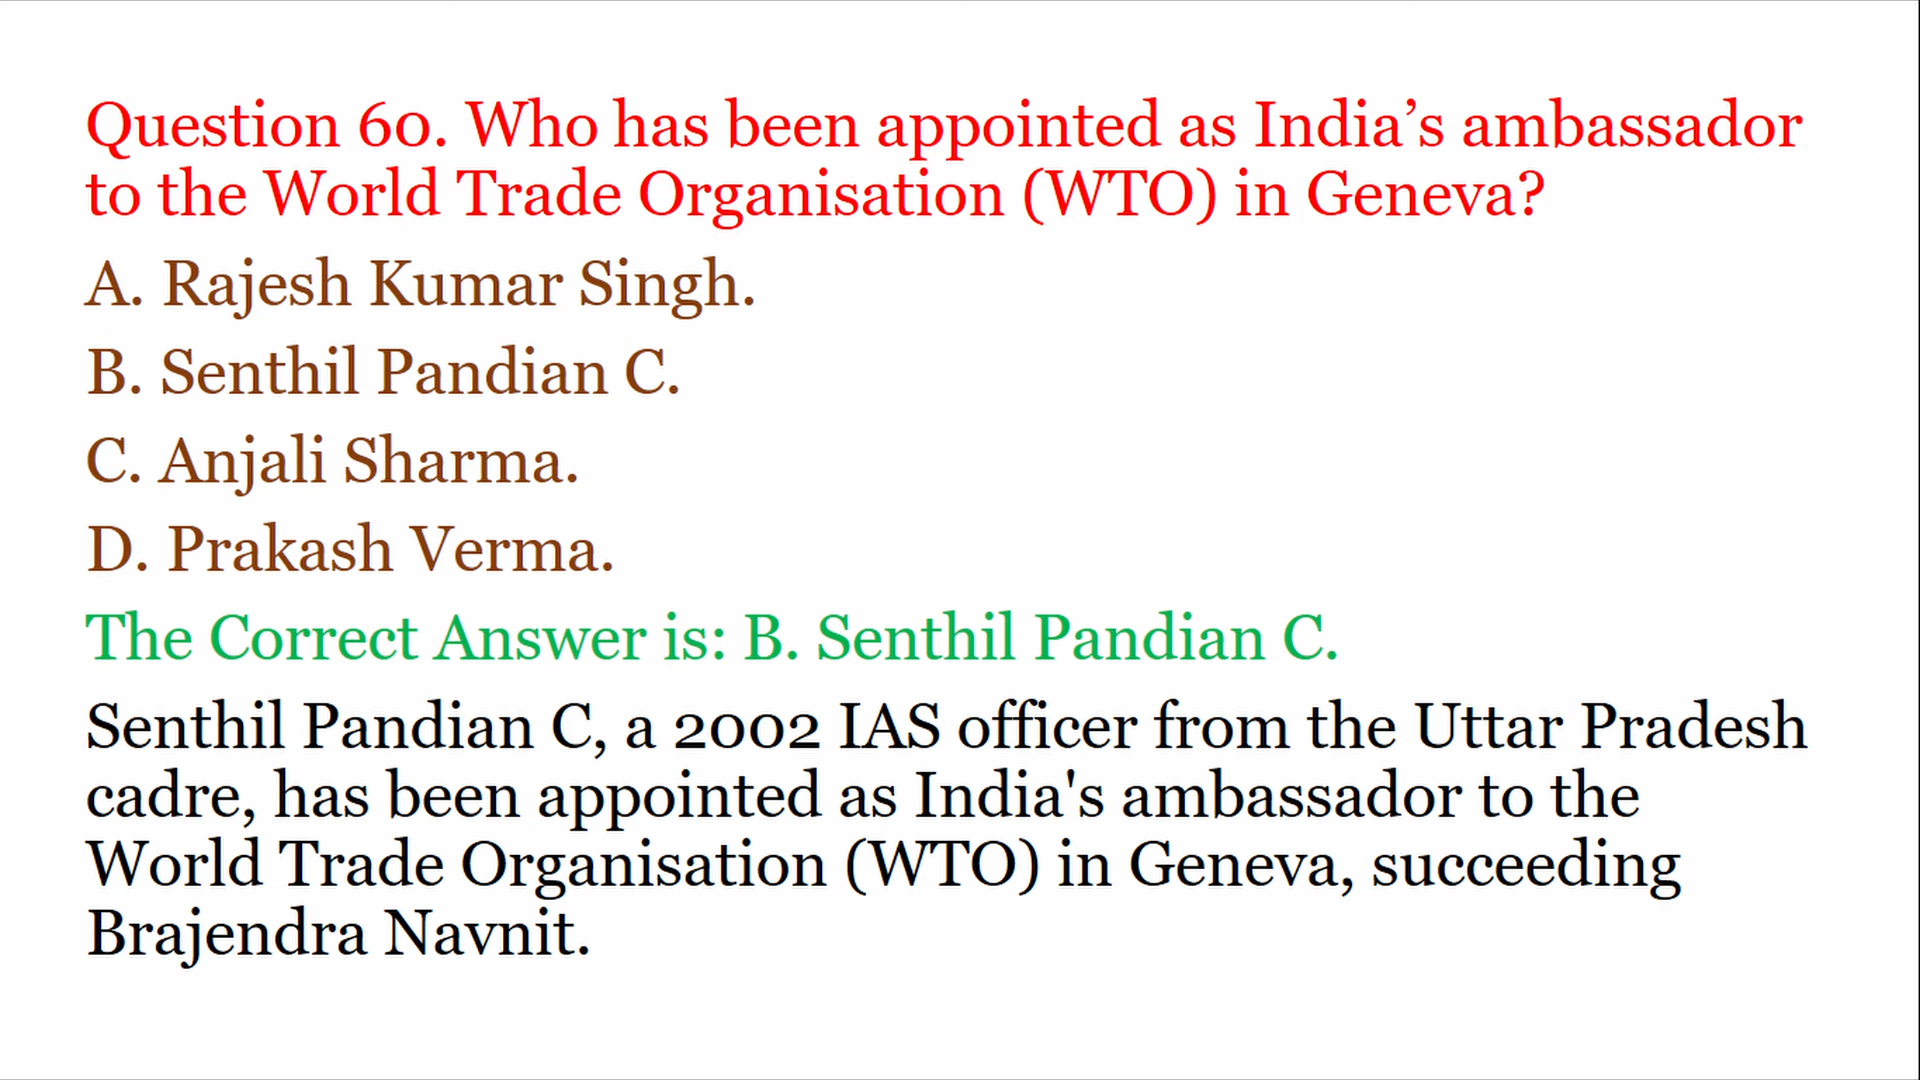 Question 60. Who has been appointed as India’s ambassador
to the World Trade Organisation (WTO) in Geneva?
A. Rajesh Kumar Singh.
B. Senthil Pandian C.
C. Anjali Sharma.
D. Prakash Verma.
The Correct Answer is: B. Senthil Pandian C.
Senthil Pandian C, a 2002 IAS officer from the Uttar Pradesh
cadre, has been appointed as India's ambassador to the
World Trade Organisation (WTO) in Geneva, succeeding
Brajendra Navnit.